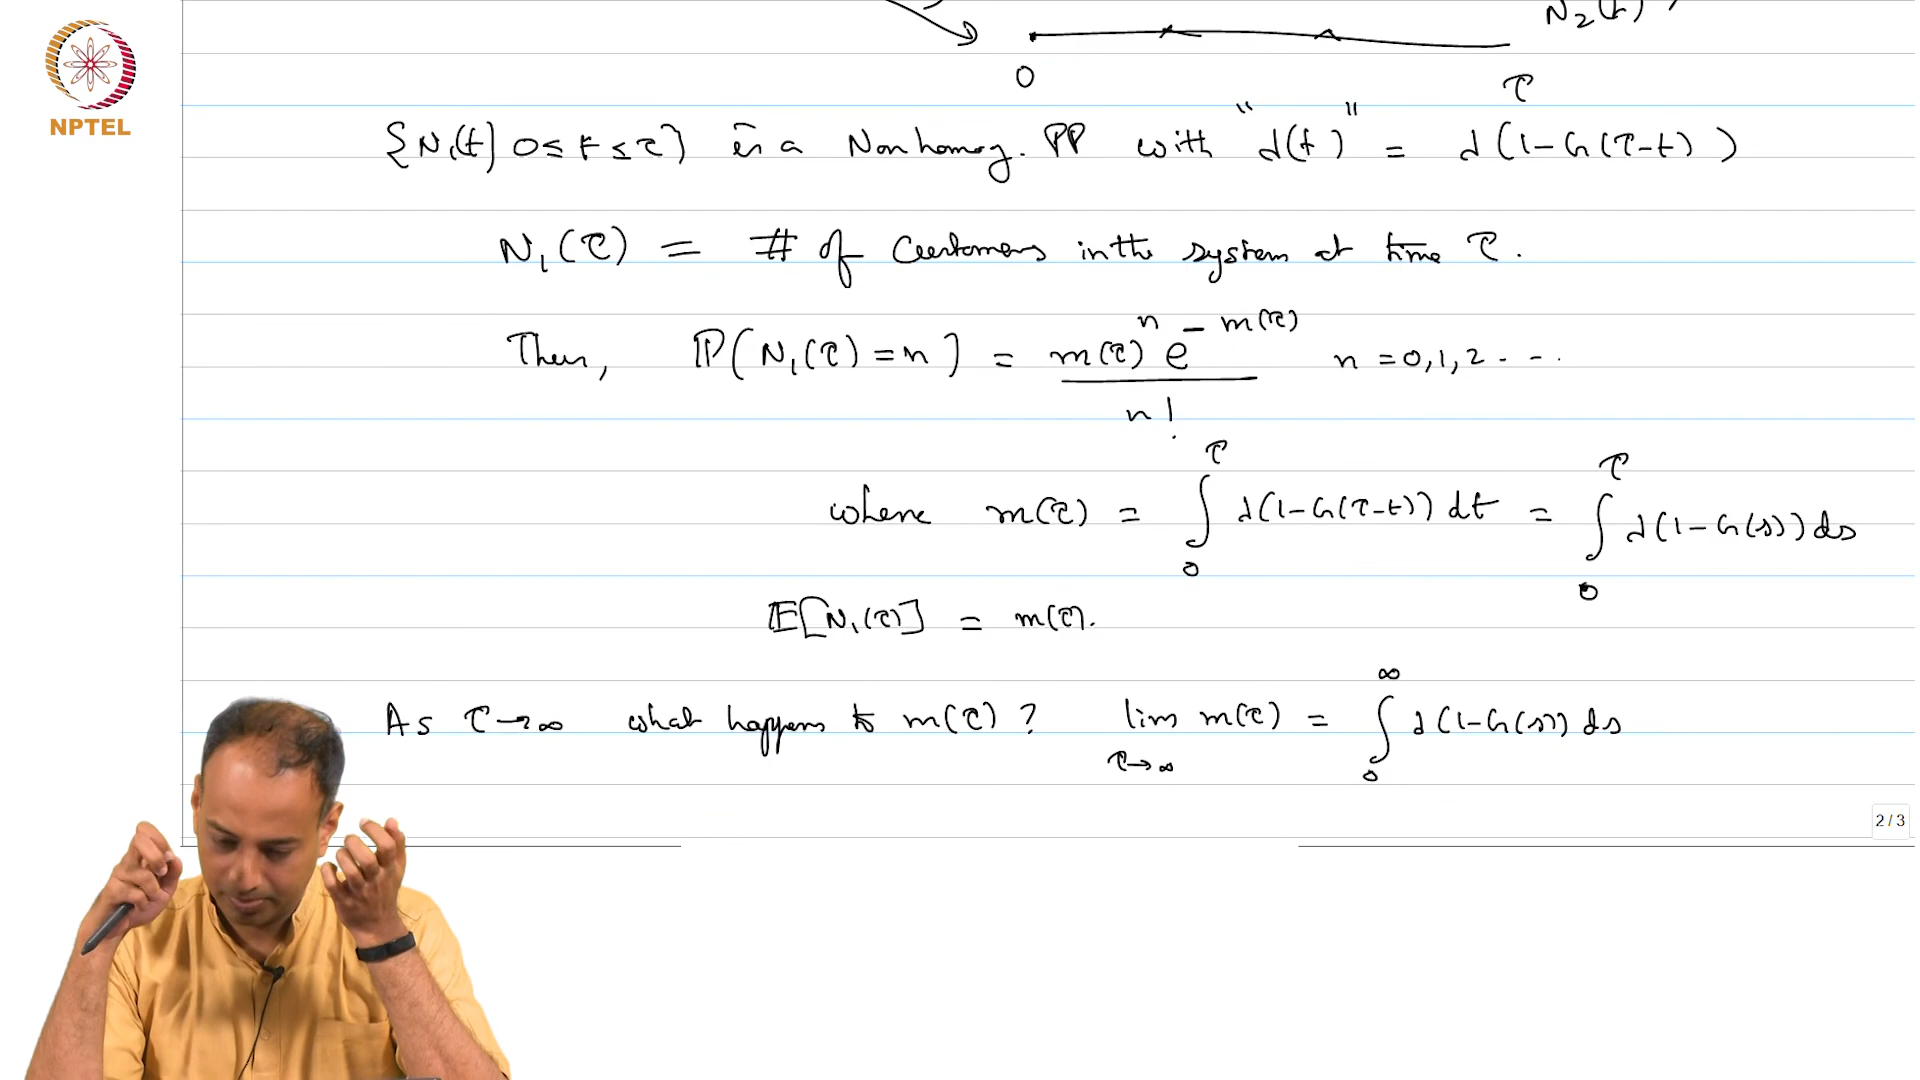 N₂(t)
0 τ
NPTEL
{N₁(t) 0≤t≤τ} is a Nonhomog. PP with "λ(t)" = λ(1-G(τ-t))
N₁(τ) = # of Customers in the system at time τ.
Then, ℙ(N₁(τ)=n) = m(τ)ⁿ e^{-m(τ)} / n! n = 0,1,2 - - .
where m(τ) = ∫₀^τ λ(1-G(τ-t)) dt = ∫₀^τ λ(1-G(s)) ds
𝔼[N₁(τ)] = m(τ).
As τ→∞ what happens to m(τ)? lim_{τ→∞} m(τ) = ∫₀^∞ λ(1-G(s)) ds
2 / 3